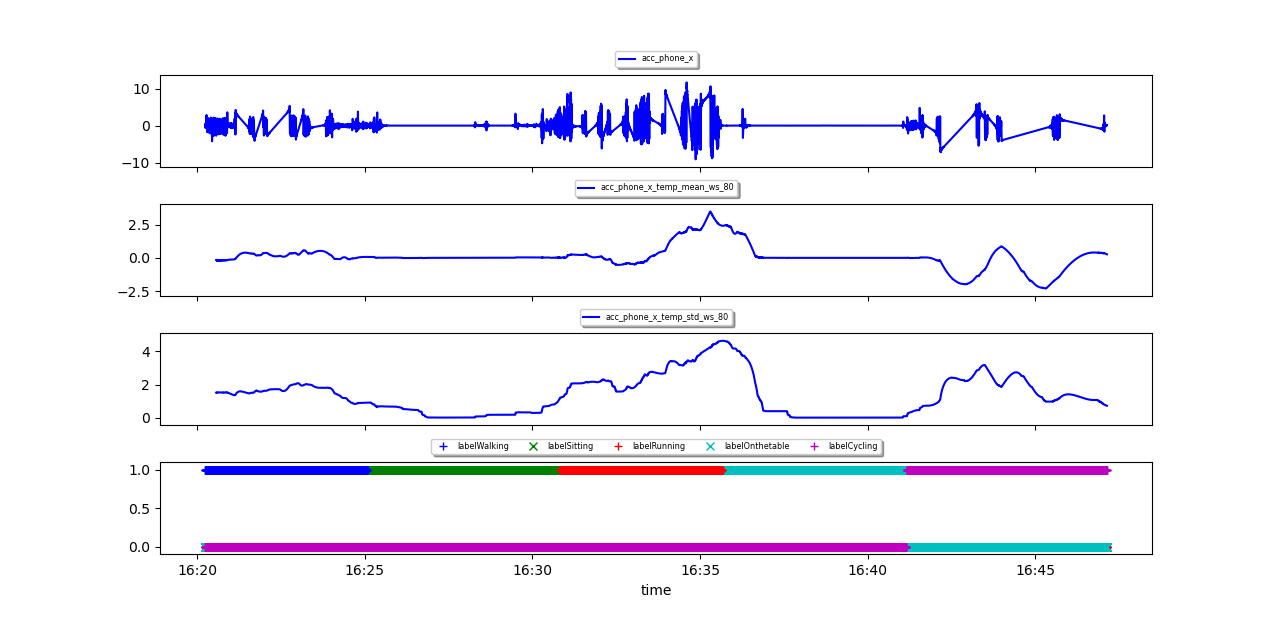 acc_phone_x
10
0
−10
acc_phone_x_temp_mean_ws_80
2.5
0.0
−2.5
acc_phone_x_temp_std_ws_80
4
2
0
labelWalking labelSitting labelRunning labelOnthetable labelCycling
1.0
0.5
0.0
16:20 16:25 16:30 16:35 16:40 16:45
time